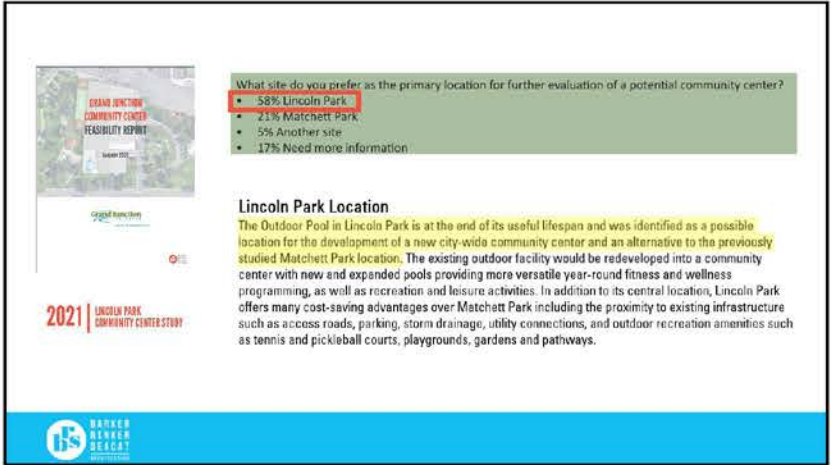 What site do you prefer as the primary location for further evaluation of a potential community center?
• 58% Lincoln Park
• 21% Matchett Park
• 5% Another site
• 17% Need more information
GRAND JUNCTION
COMMUNITY CENTER
FEASIBILITY REPORT
Grand Junction
Lincoln Park Location
The Outdoor Pool in Lincoln Park is at the end of its useful lifespan and was identified as a possible
location for the development of a new city-wide community center and an alternative to the previously
studied Matchett Park location. The existing outdoor facility would be redeveloped into a community
center with new and expanded pools providing more versatile year-round fitness and wellness
programming, as well as recreation and leisure activities. In addition to its central location, Lincoln Park
offers many cost-saving advantages over Matchett Park including the proximity to existing infrastructure
such as access roads, parking, storm drainage, utility connections, and outdoor recreation amenities such
as tennis and pickleball courts, playgrounds, gardens and pathways.
2021
LINCOLN PARK
COMMUNITY CENTER STUDY
BARKER
RINKER
SEACAT
ARCHITECTURE